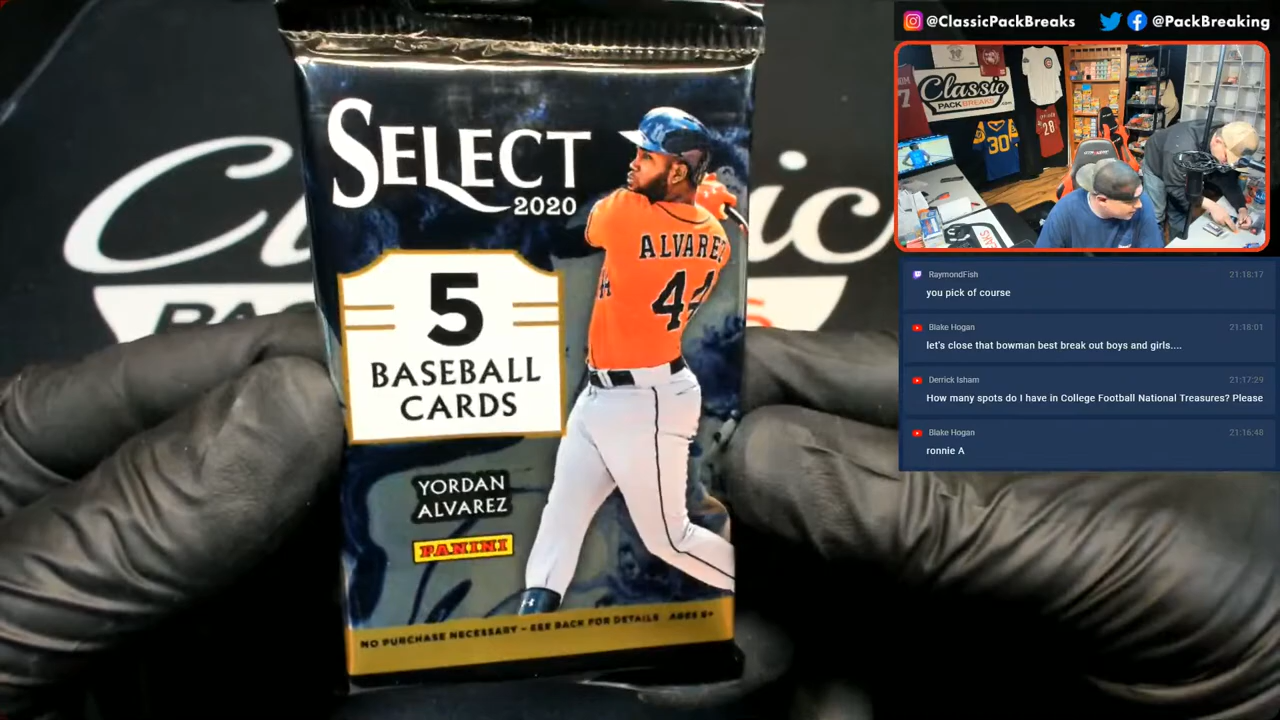 @ClassicPackBreaks @PackBreaking
SELECT
2020
5
BASEBALL
CARDS
ALVAREZ
44
YORDAN
ALVAREZ
PANINI
NO PURCHASE NECESSARY - SEE BACK FOR DETAILS AGES 6+
Classic
PACKBREAKS
30
28
RaymondFish 21:18:17
you pick of course
Blake Hogan 21:18:01
let's close that bowman best break out boys and girls....
Derrick Isham 21:17:29
How many spots do I have in College Football National Treasures? Please
Blake Hogan 21:16:48
ronnie A